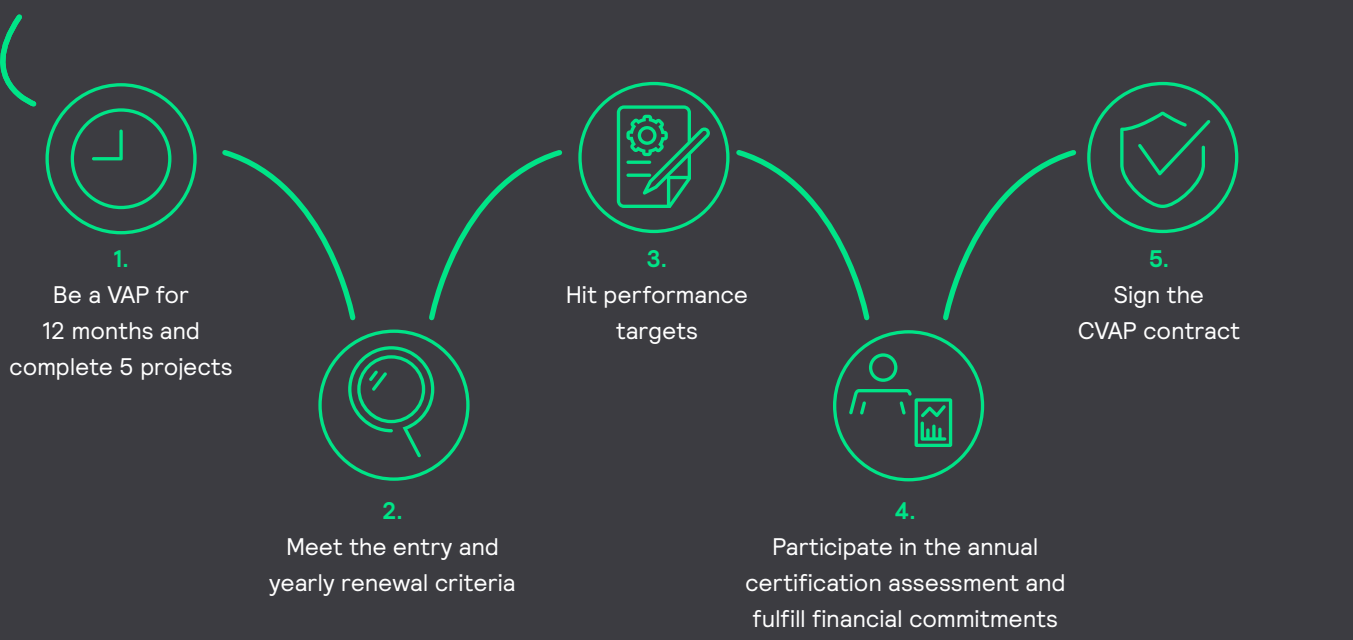 1.
Be a VAP for
12 months and
complete 5 projects
2.
Meet the entry and
yearly renewal criteria
3.
Hit performance
targets
4.
Participate in the annual
certification assessment and
fulfill financial commitments
5.
Sign the
CVAP contract